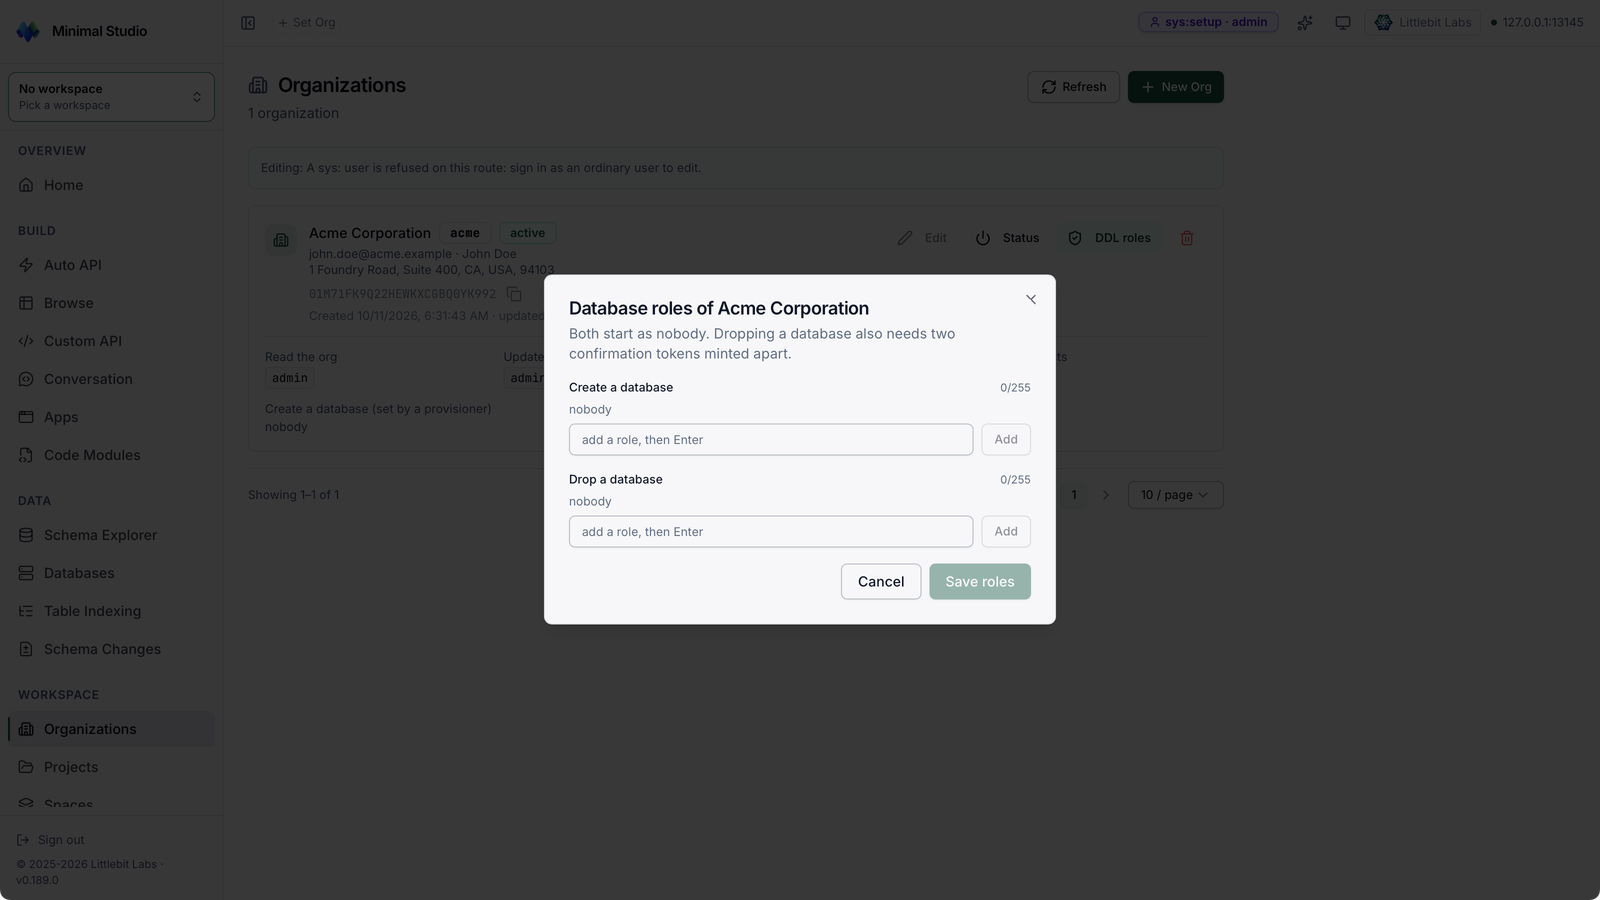 Minimal Studio
No workspace
Pick a workspace
OVERVIEW
Home
BUILD
Auto API
Browse
Custom API
Conversation
Apps
Code Modules
DATA
Schema Explorer
Databases
Table Indexing
Schema Changes
WORKSPACE
Organizations
Projects
Spaces
Sign out
© 2025-2026 Littlebit Labs ·
v0.189.0
+ Set Org
sys:setup · admin
Littlebit Labs
127.0.0.1:13145
Organizations
1 organization
Refresh
New Org
Editing: A sys: user is refused on this route: sign in as an ordinary user to edit.
Acme Corporation acme active
Edit Status DDL roles
john.doe@acme.example · John Doe
1 Foundry Road, Suite 400, CA, USA, 94103
01M71FK9Q22HEWKXCGBQ0YK992
Created 10/11/2026, 6:31:43 AM · updated
Read the org
admin
Update
admin
Create a database (set by a provisioner)
nobody
Showing 1–1 of 1
1
10 / page
Database roles of Acme Corporation
Both start as nobody. Dropping a database also needs two
confirmation tokens minted apart.
Create a database 0/255
nobody
add a role, then Enter Add
Drop a database 0/255
nobody
add a role, then Enter Add
Cancel Save roles